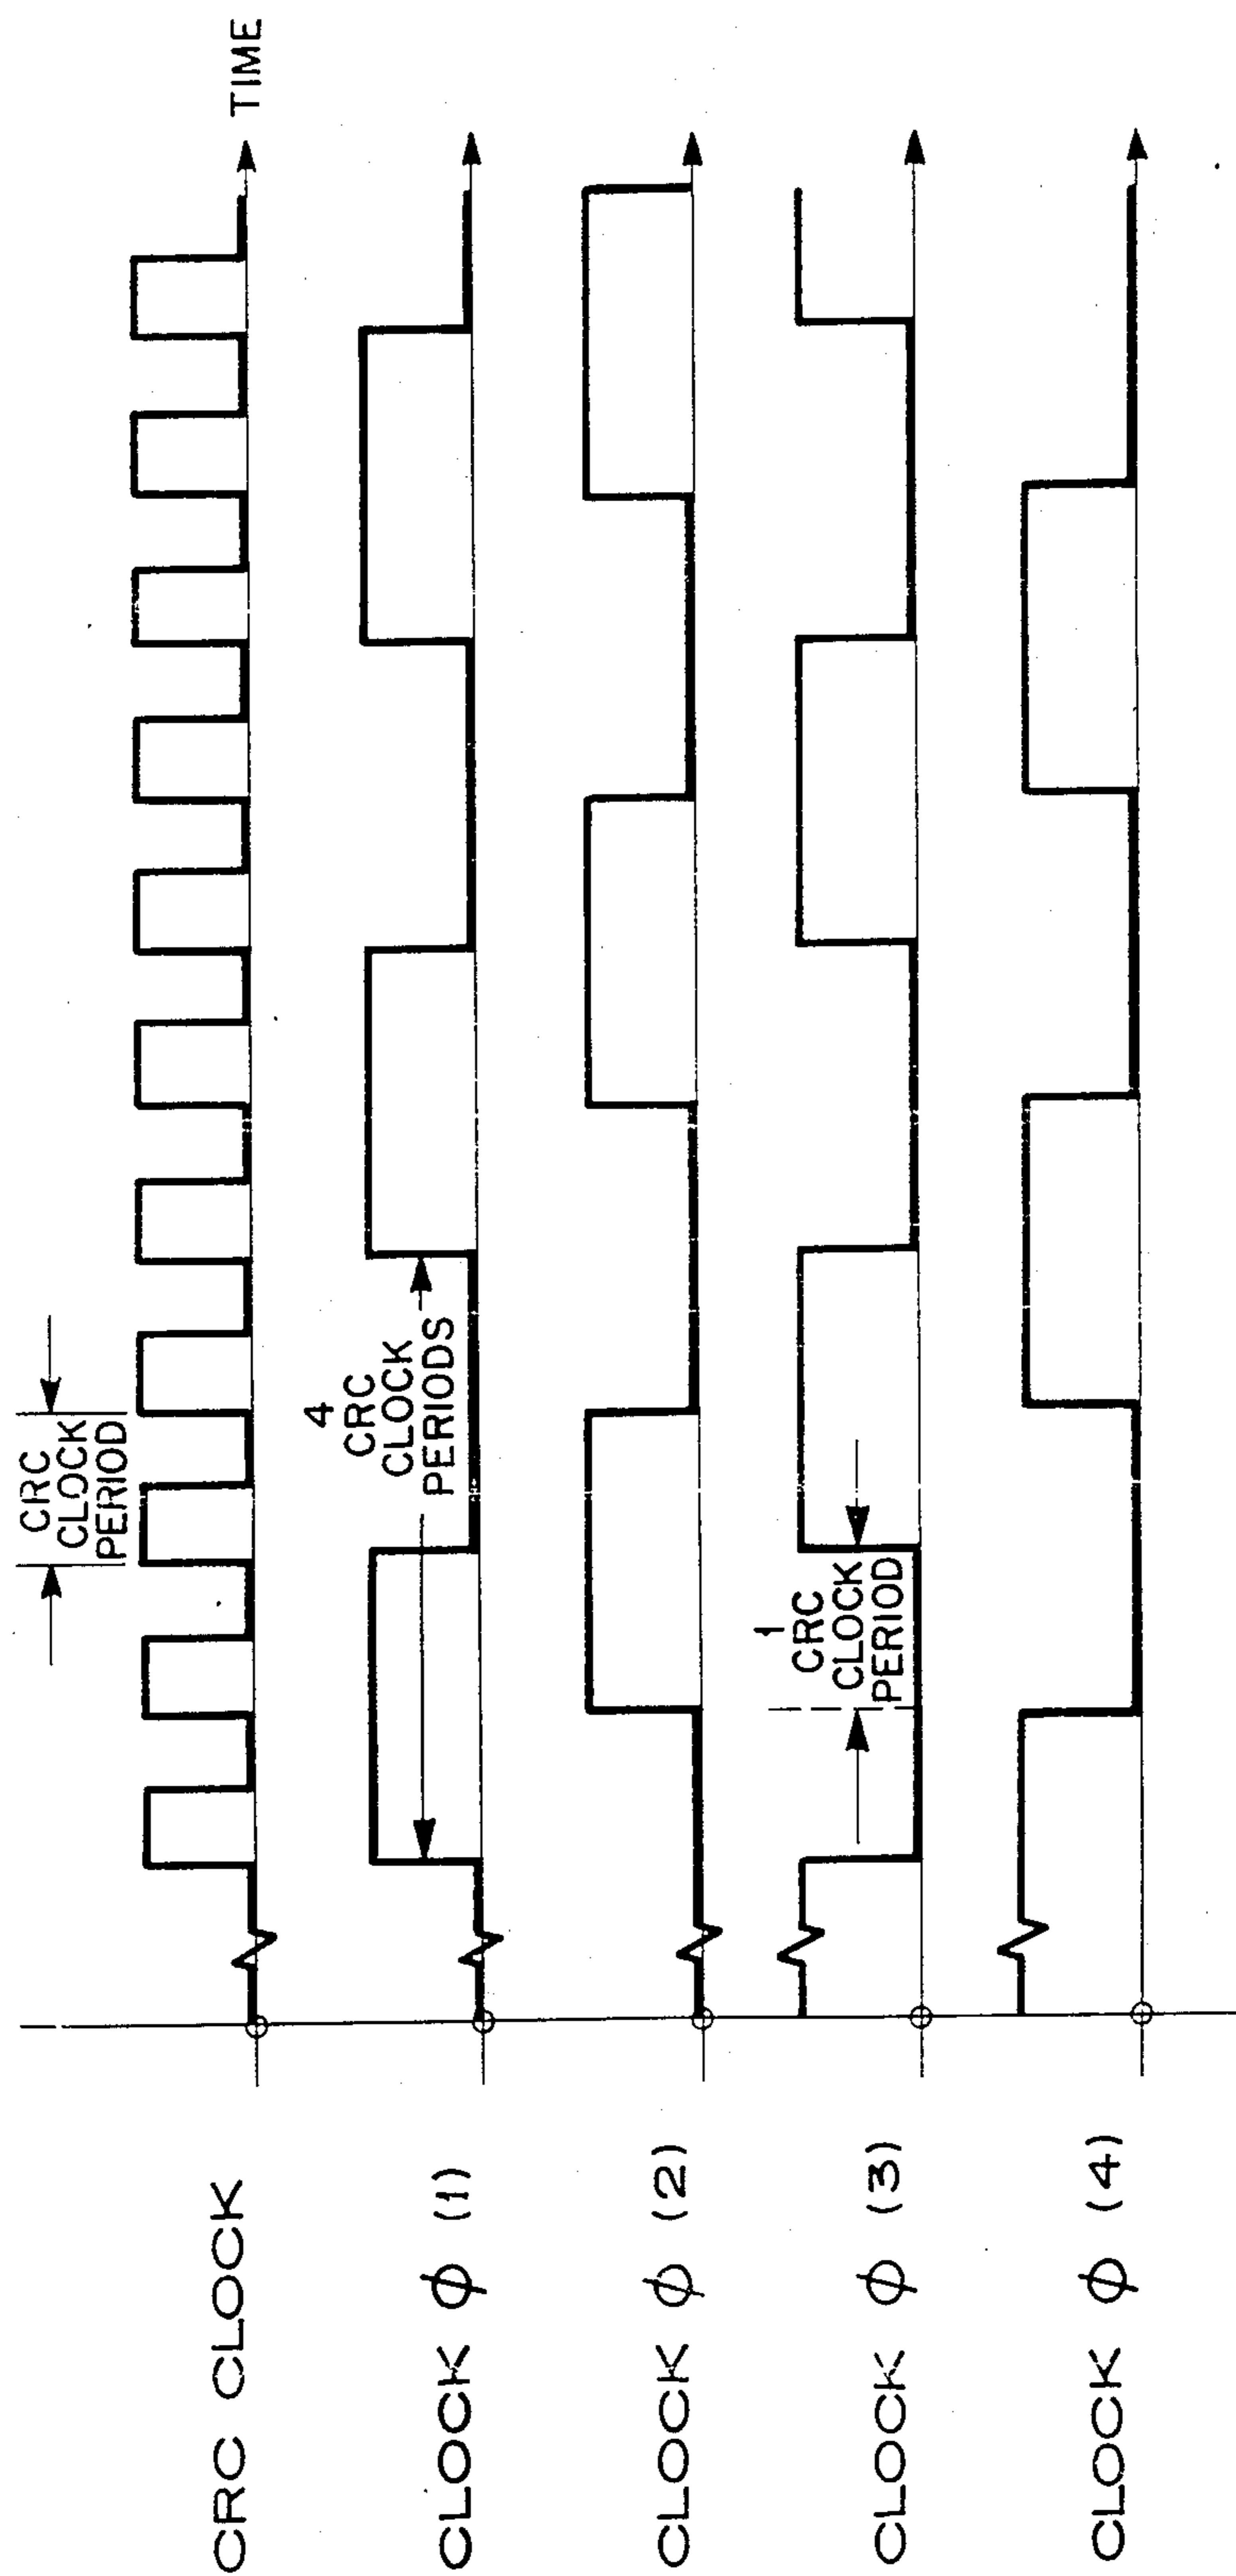 CRC CLOCK
CRC
CLOCK
PERIOD
TIME
CLOCK ϕ (1)
4
CRC
CLOCK
PERIODS
CLOCK ϕ (2)
CLOCK ϕ (3)
1
CRC
CLOCK
PERIOD
CLOCK ϕ (4)